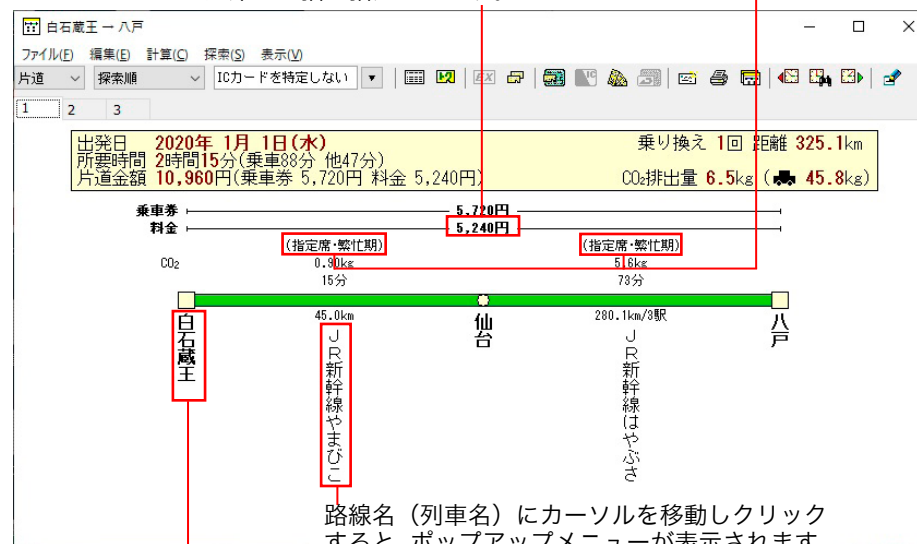 白石蔵王 → 八戸
ファイル(F) 編集(E) 計算(C) 探索(S) 表示(V)
片道 探索順 ICカードを特定しない
1 2 3
出発日 2020年 1月 1日(水) 乗り換え 1回 距離 325.1km
所要時間 2時間15分(乗車88分 他47分)
片道金額 10,960円(乗車券 5,720円 料金 5,240円) CO₂排出量 6.5kg ( 45.8kg)
乗車券 5,720円
料金 5,240円
(指定席・繁忙期) (指定席・繁忙期)
CO₂ 0.90kg 5.6kg
15分 73分
45.0km 280.1km/3駅
白石蔵王
JR新幹線やまびこ
仙台
JR新幹線はやぶさ
八戸
路線名（列車名）にカーソルを移動しクリック
すると、ポップアップメニューが表示されます